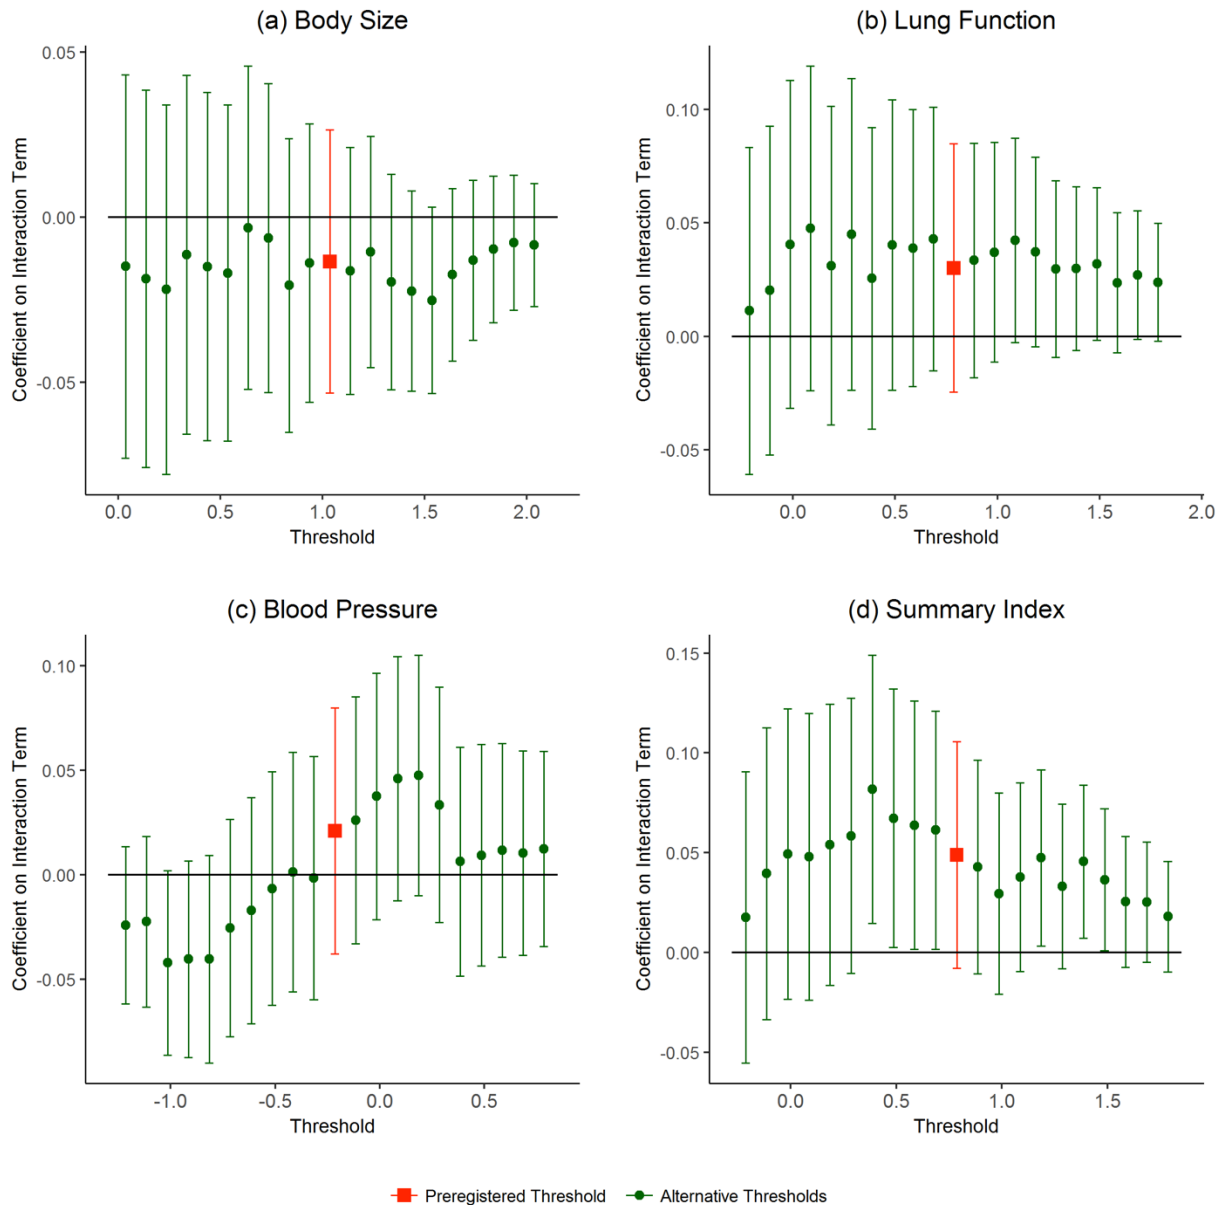 (a) Body Size
Coefficient on Interaction Term
0.05
0.00
-0.05
0.0 0.5 1.0 1.5 2.0
Threshold
(b) Lung Function
Coefficient on Interaction Term
0.10
0.05
0.00
-0.05
0.0 0.5 1.0 1.5 2.0
Threshold
(c) Blood Pressure
Coefficient on Interaction Term
0.10
0.05
0.00
-0.05
-1.0 -0.5 0.0 0.5
Threshold
(d) Summary Index
Coefficient on Interaction Term
0.15
0.10
0.05
0.00
-0.05
0.0 0.5 1.0 1.5
Threshold
Preregistered Threshold Alternative Thresholds